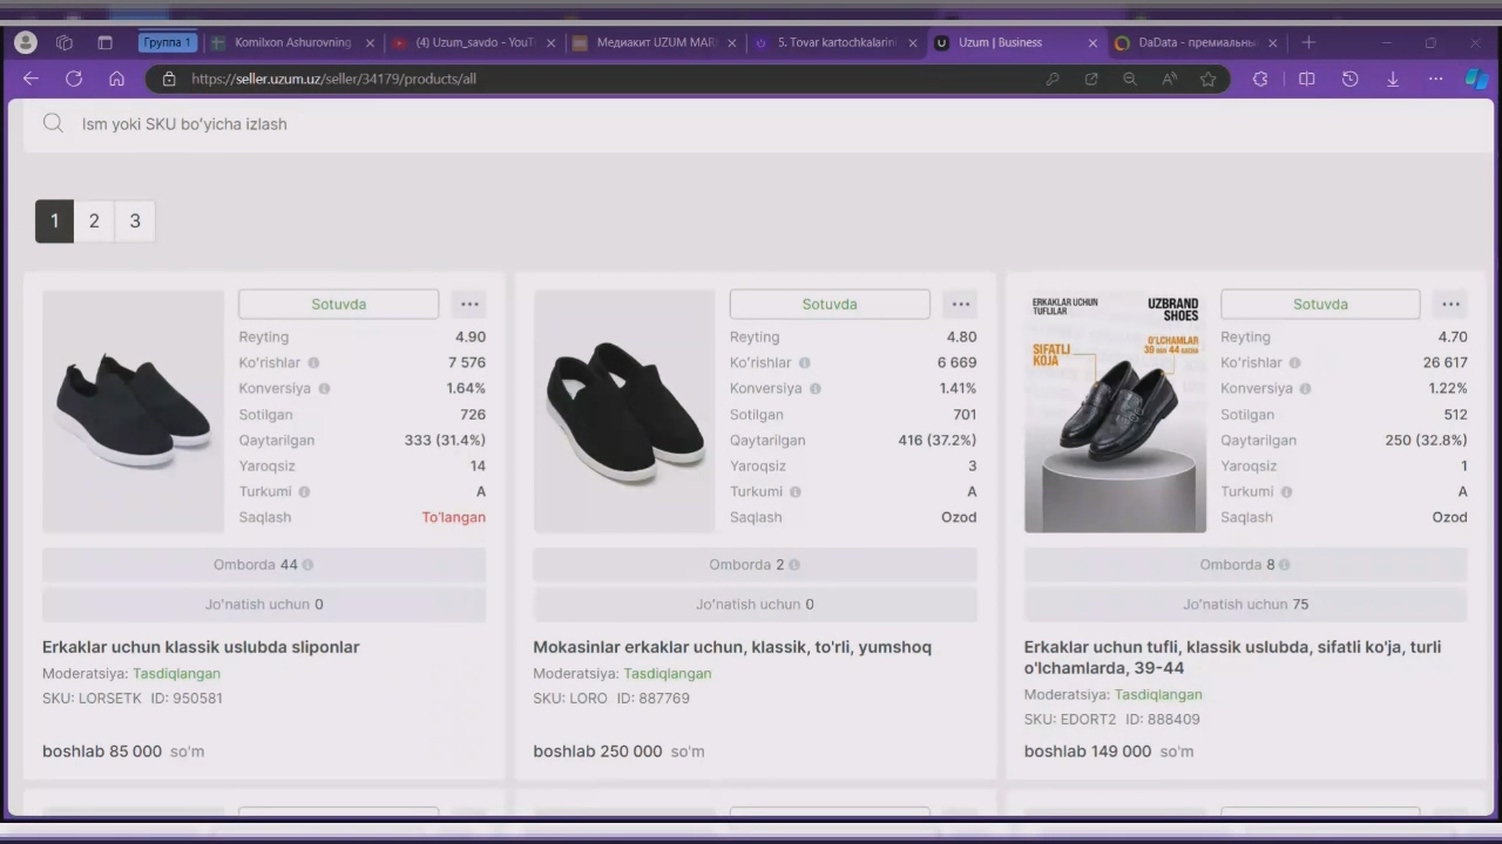 Группа 1
Komilxon Ashurovning
(4) Uzum_savdo - YouT
Медиакит UZUM MAR
5. Tovar kartochkalarini
Uzum | Business
DaData - премиальны
https://seller.uzum.uz/seller/34179/products/all
Ism yoki SKU bo'yicha izlash
1 2 3
Sotuvda
Reyting 4.90
Ko'rishlar 7 576
Konversiya 1.64%
Sotilgan 726
Qaytarilgan 333 (31.4%)
Yaroqsiz 14
Turkumi A
Saqlash To'langan
Omborda 44
Jo'natish uchun 0
Erkaklar uchun klassik uslubda sliponlar
Moderatsiya: Tasdiqlangan
SKU: LORSETK ID: 950581
boshlab 85 000 so'm
Sotuvda
Reyting 4.80
Ko'rishlar 6 669
Konversiya 1.41%
Sotilgan 701
Qaytarilgan 416 (37.2%)
Yaroqsiz 3
Turkumi A
Saqlash Ozod
Omborda 2
Jo'natish uchun 0
Mokasinlar erkaklar uchun, klassik, to'rli, yumshoq
Moderatsiya: Tasdiqlangan
SKU: LORO ID: 887769
boshlab 250 000 so'm
ERKAKLAR UCHUN
TUFLILAR
UZBRAND
SHOES
SIFATLI
KOJA
O'LCHAMLAR
39 DAN 44 GACHA
Sotuvda
Reyting 4.70
Ko'rishlar 26 617
Konversiya 1.22%
Sotilgan 512
Qaytarilgan 250 (32.8%)
Yaroqsiz 1
Turkumi A
Saqlash Ozod
Omborda 8
Jo'natish uchun 75
Erkaklar uchun tufli, klassik uslubda, sifatli ko'ja, turli
o'lchamlarda, 39-44
Moderatsiya: Tasdiqlangan
SKU: EDORT2 ID: 888409
boshlab 149 000 so'm